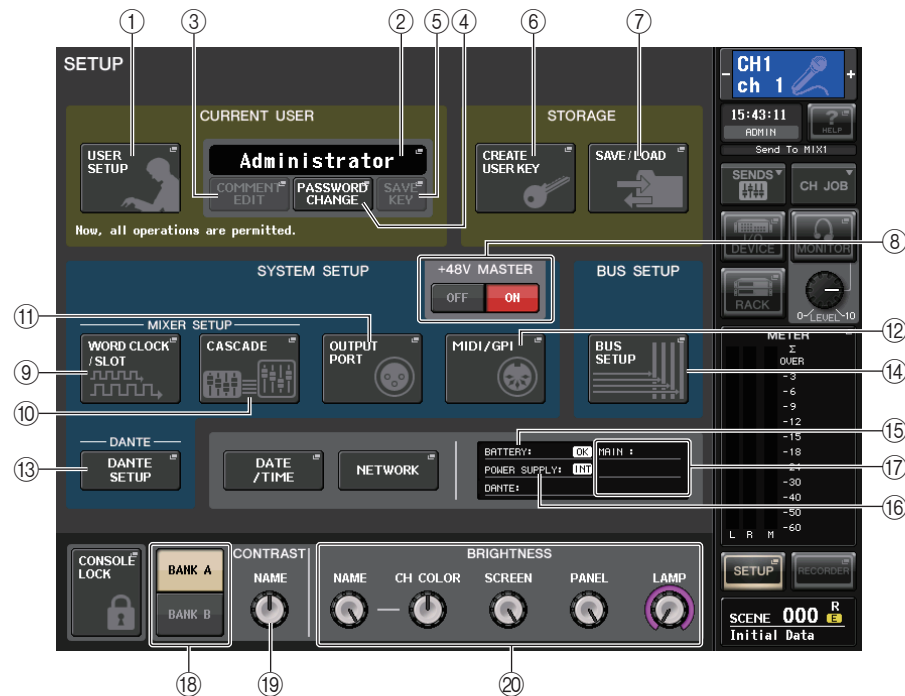 ① ③ ② ④ ⑤ ⑥ ⑦
SETUP
CURRENT USER
STORAGE
USER
SETUP
Administrator
COMMENT
EDIT
PASSWORD
CHANGE
SAVE
KEY
CREATE
USER KEY
SAVE/LOAD
Now, all operations are permitted.
CH1
ch 1
- +
15:43:11
ADMIN
?
HELP
Send To MIX1
SENDS
CH JOB
I/O
DEVICE
MONITOR
⑧
RACK
0 LEVEL 10
SYSTEM SETUP
+48V MASTER
OFF
ON
BUS SETUP
⑪
MIXER SETUP
WORD CLOCK
/SLOT
CASCADE
OUTPUT
PORT
MIDI/GPI
BUS
SETUP
⑨
⑩
⑫
⑭
METER
Σ
OVER
-3
-6
-9
-12
-15
-18
-24
-30
-40
-50
-60
L R M
DANTE
DANTE
SETUP
⑬
DATE
/TIME
NETWORK
BATTERY: OK
POWER SUPPLY: INT
DANTE:
MAIN :
⑮
⑰
⑯
CONSOLE
LOCK
BANK A
BANK B
CONTRAST
NAME
BRIGHTNESS
NAME
CH COLOR
SCREEN
PANEL
LAMP
SETUP
RECORDER
SCENE 000 R
E
Initial Data
⑱ ⑲ ⑳